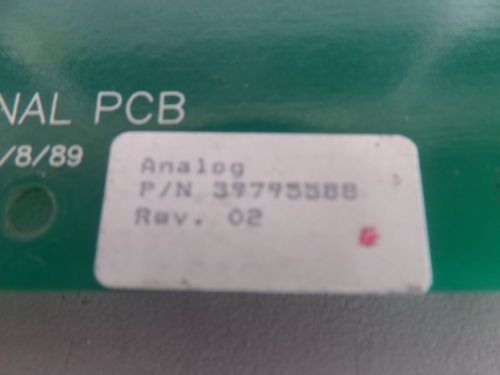 NAL PCB
/8/89
Analog
P/N 39795588
Rev. 02